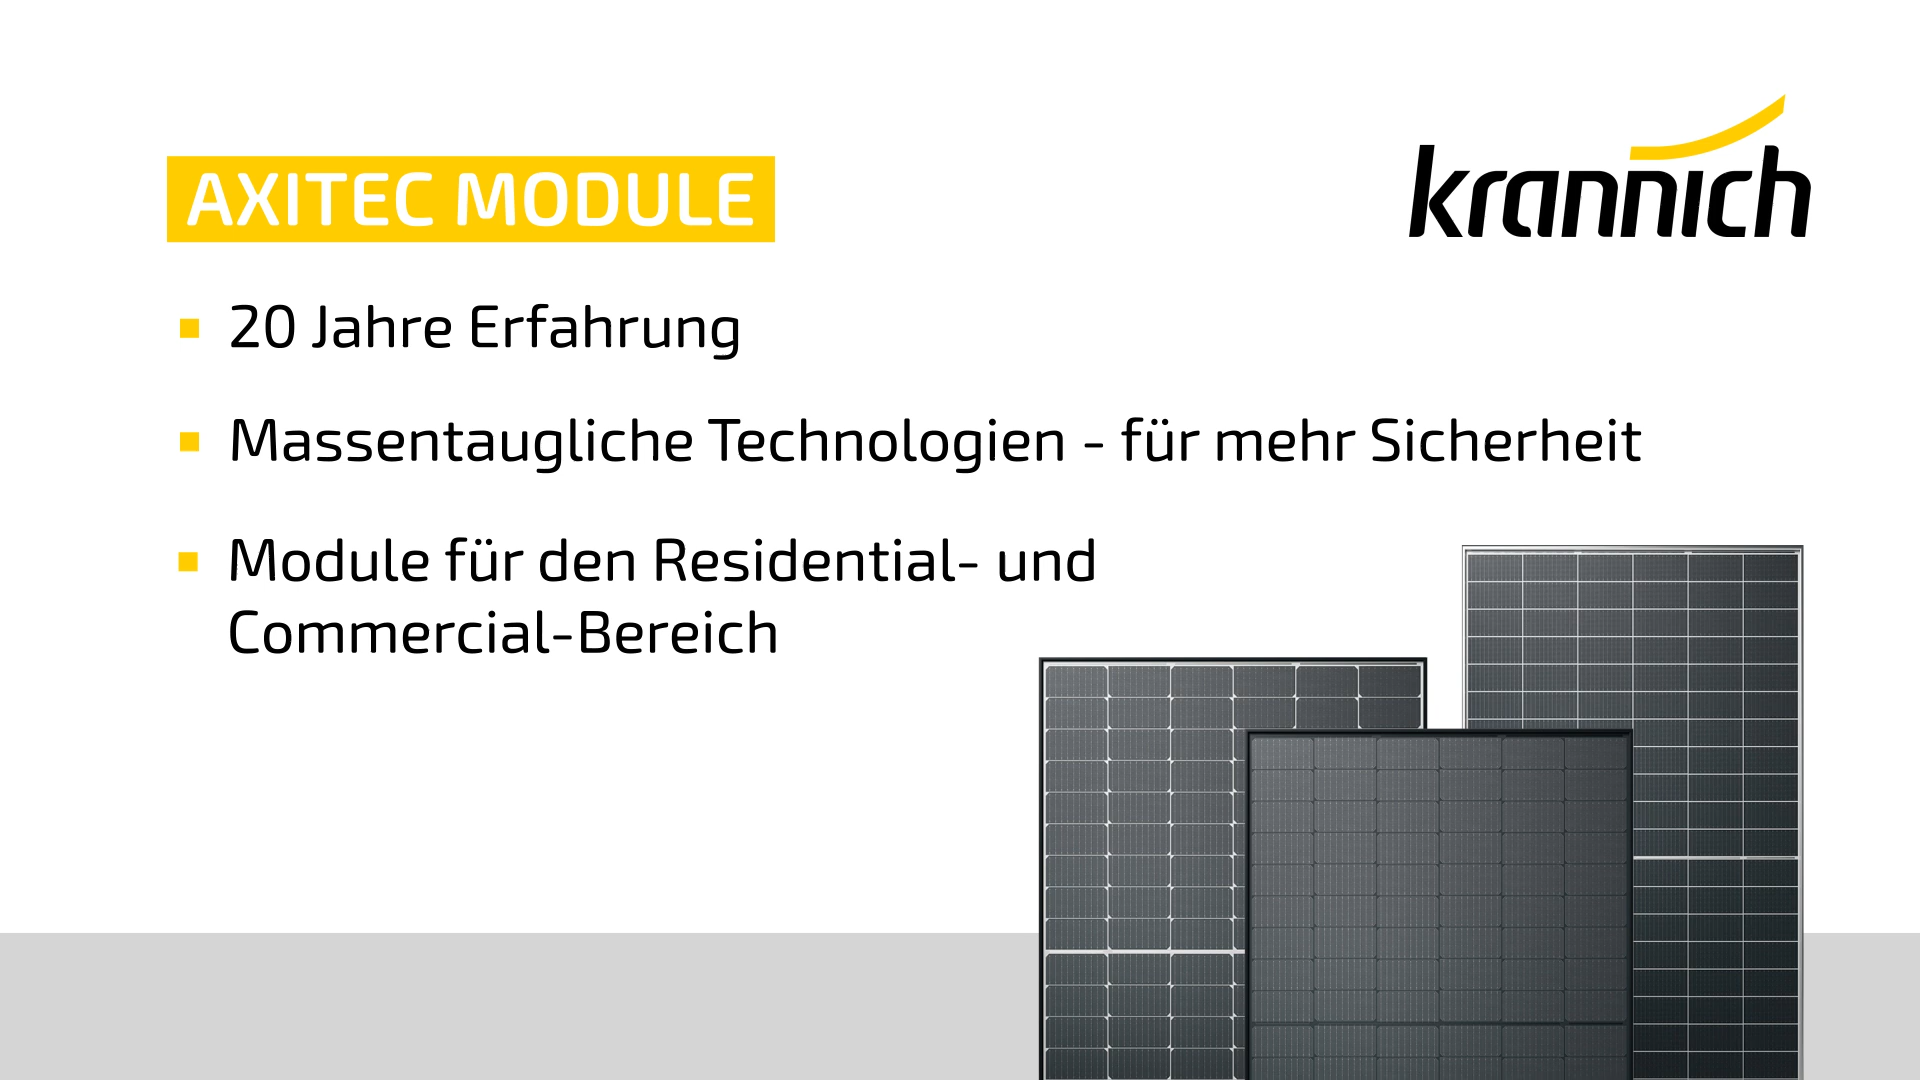 AXITEC MODULE
krannich
20 Jahre Erfahrung
Massentaugliche Technologien - für mehr Sicherheit
Module für den Residential- und
Commercial-Bereich